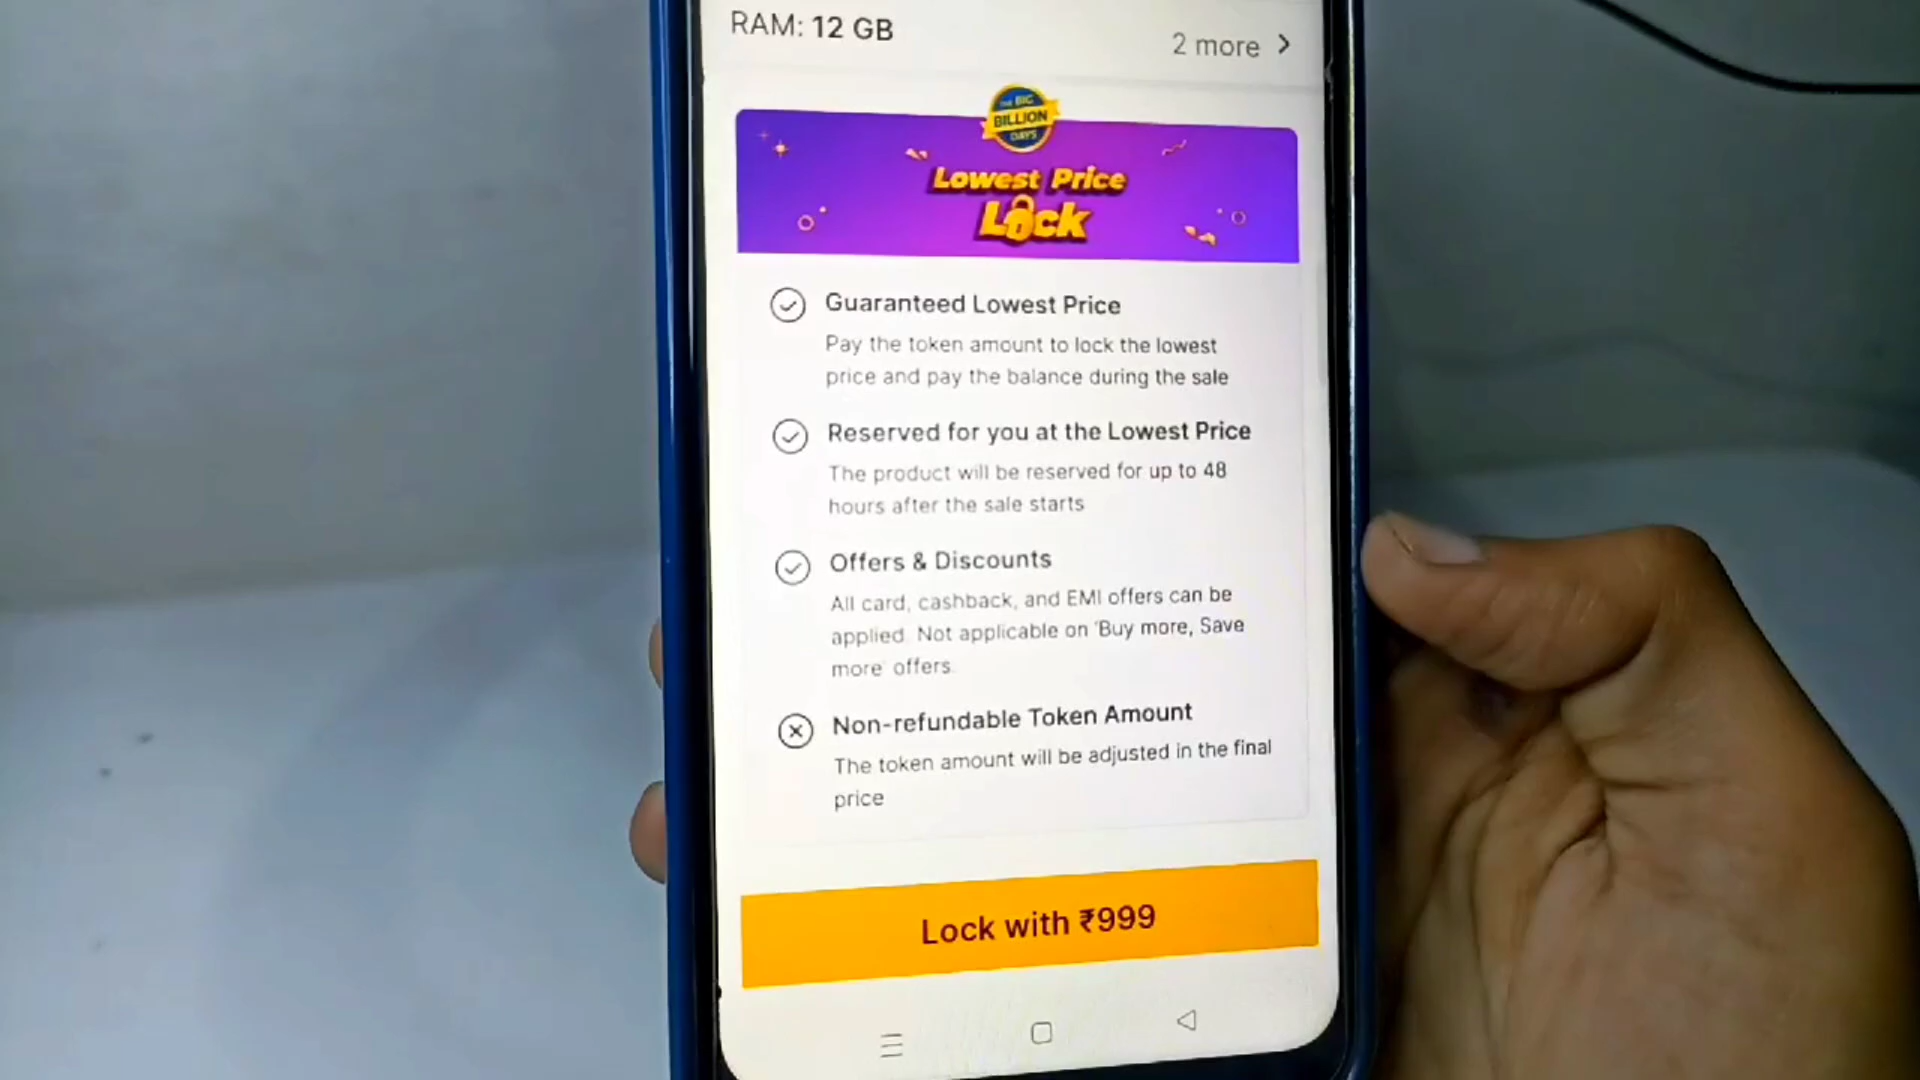 RAM: 12 GB
2 more
THE BIG
BILLION
DAYS
Lowest Price
Lock
Guaranteed Lowest Price
Pay the token amount to lock the lowest
price and pay the balance during the sale
Reserved for you at the Lowest Price
The product will be reserved for up to 48
hours after the sale starts
Offers & Discounts
All card, cashback, and EMI offers can be
applied. Not applicable on 'Buy more, Save
more' offers.
Non-refundable Token Amount
The token amount will be adjusted in the final
price
Lock with ₹999